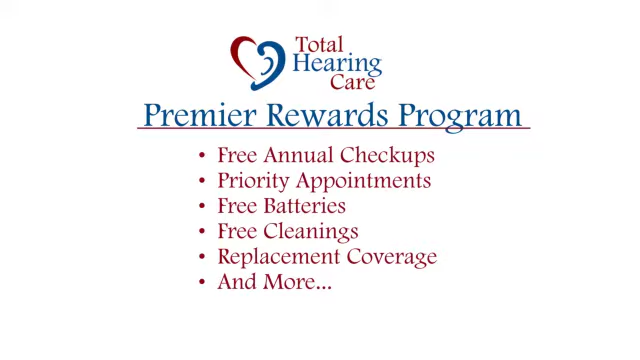 Total
Hearing
Care
Premier Rewards Program
• Free Annual Checkups
• Priority Appointments
• Free Batteries
• Free Cleanings
• Replacement Coverage
• And More...